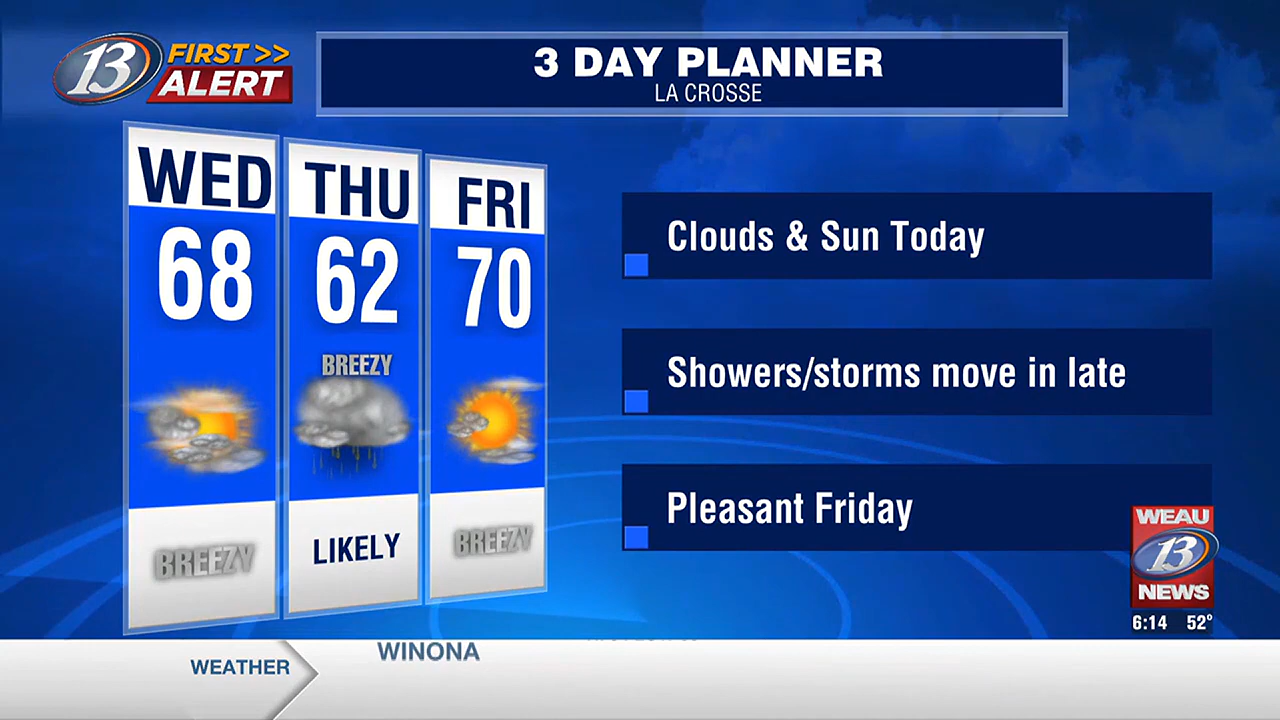 13 FIRST >>
ALERT
3 DAY PLANNER
LA CROSSE
WED
68
BREEZY
THU
62
BREEZY
LIKELY
FRI
70
BREEZY
Clouds & Sun Today
Showers/storms move in late
Pleasant Friday
WEAU
13
NEWS
6:14 52°
WEATHER
WINONA